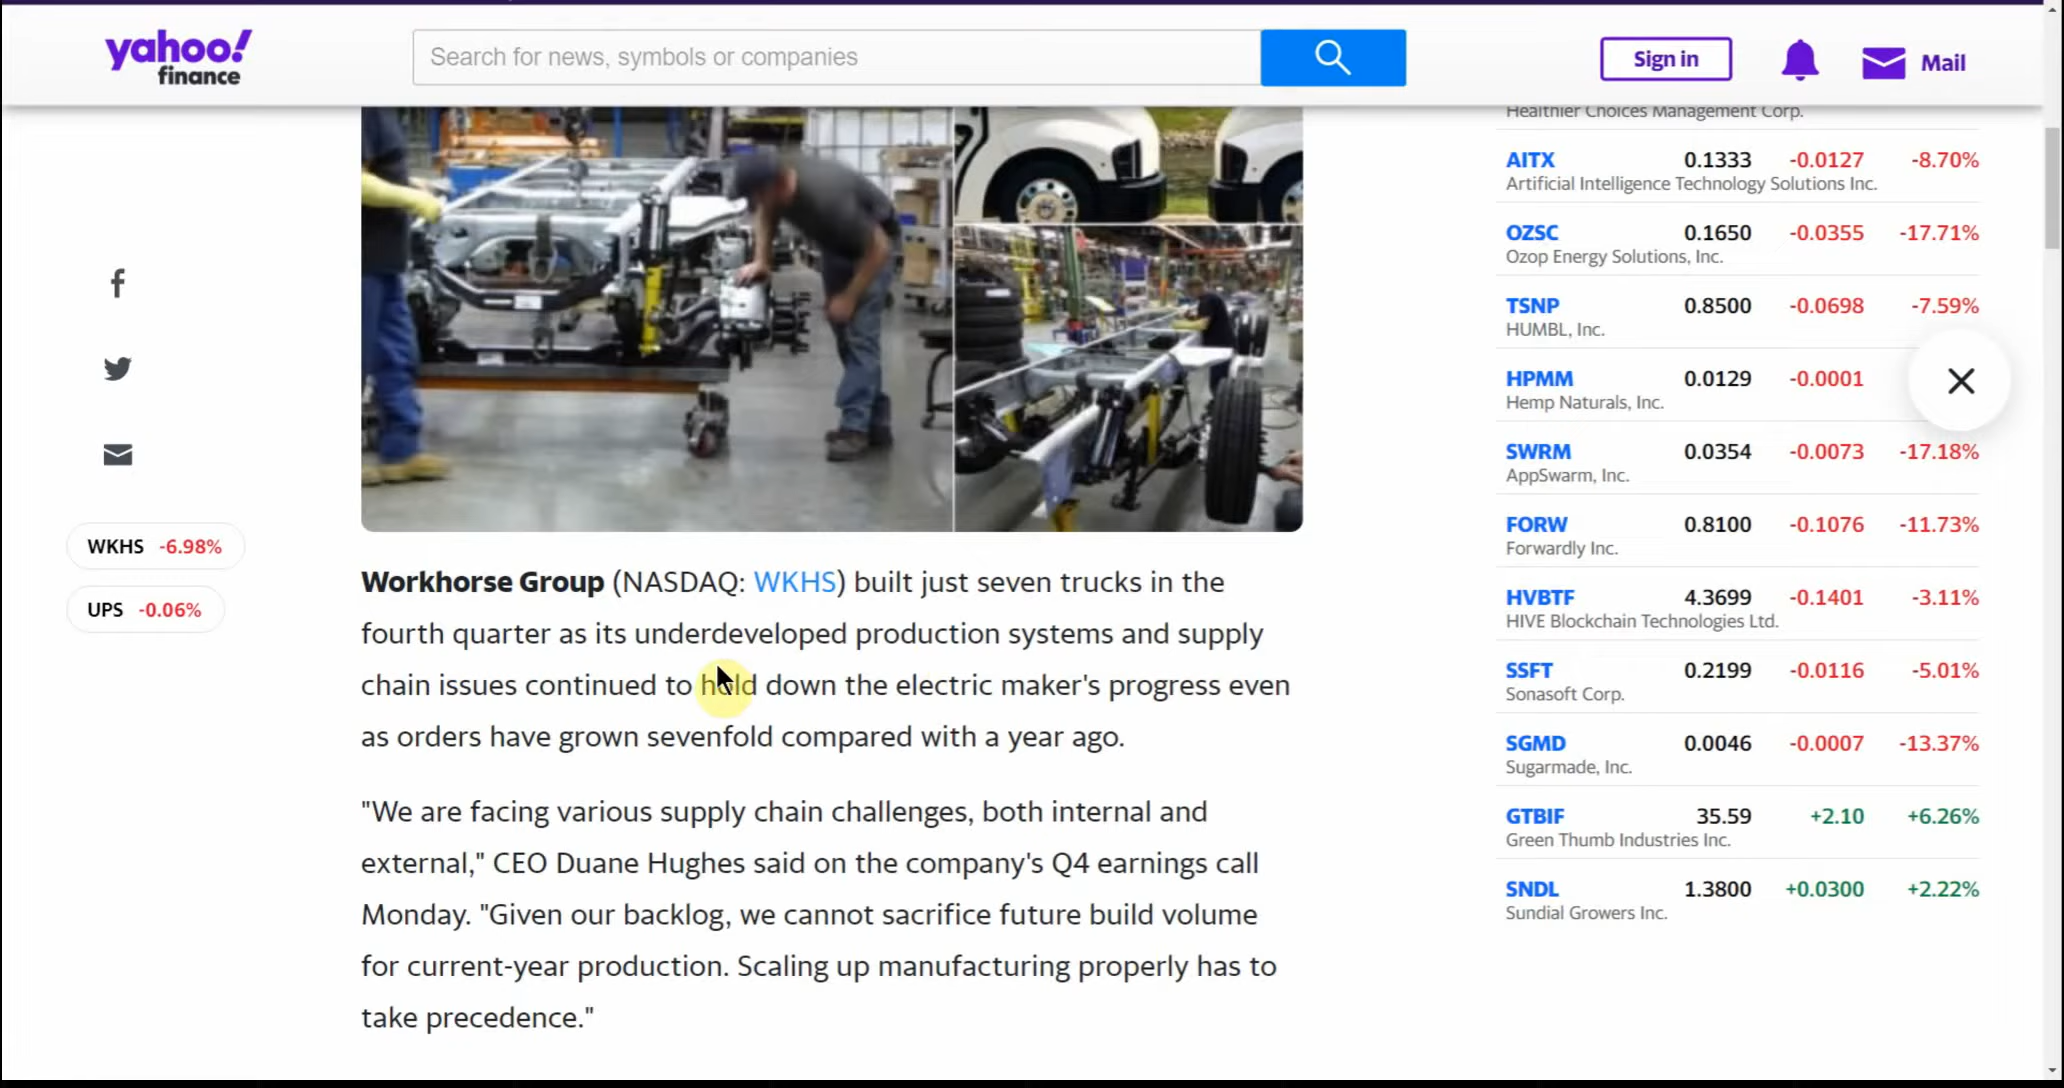 yahoo!
finance
Search for news, symbols or companies
Sign in
Mail
WKHS -6.98%
UPS -0.06%
Workhorse Group (NASDAQ: WKHS) built just seven trucks in the
fourth quarter as its underdeveloped production systems and supply
chain issues continued to hold down the electric maker's progress even
as orders have grown sevenfold compared with a year ago.
"We are facing various supply chain challenges, both internal and
external," CEO Duane Hughes said on the company's Q4 earnings call
Monday. "Given our backlog, we cannot sacrifice future build volume
for current-year production. Scaling up manufacturing properly has to
take precedence."
Healthier Choices Management Corp.
AITX 0.1333 -0.0127 -8.70%
Artificial Intelligence Technology Solutions Inc.
OZSC 0.1650 -0.0355 -17.71%
Ozop Energy Solutions, Inc.
TSNP 0.8500 -0.0698 -7.59%
HUMBL, Inc.
HPMM 0.0129 -0.0001
Hemp Naturals, Inc.
SWRM 0.0354 -0.0073 -17.18%
AppSwarm, Inc.
FORW 0.8100 -0.1076 -11.73%
Forwardly Inc.
HVBTF 4.3699 -0.1401 -3.11%
HIVE Blockchain Technologies Ltd.
SSFT 0.2199 -0.0116 -5.01%
Sonasoft Corp.
SGMD 0.0046 -0.0007 -13.37%
Sugarmade, Inc.
GTBIF 35.59 +2.10 +6.26%
Green Thumb Industries Inc.
SNDL 1.3800 +0.0300 +2.22%
Sundial Growers Inc.